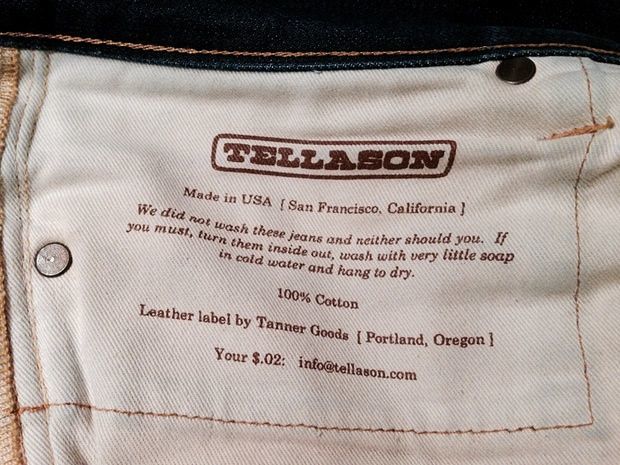 TELLASON
Made in USA [ San Francisco, California ]
We did not wash these jeans and neither should you. If
you must, turn them inside out, wash with very little soap
in cold water and hang to dry.
100% Cotton
Leather label by Tanner Goods [ Portland, Oregon ]
Your $.02: info@tellason.com